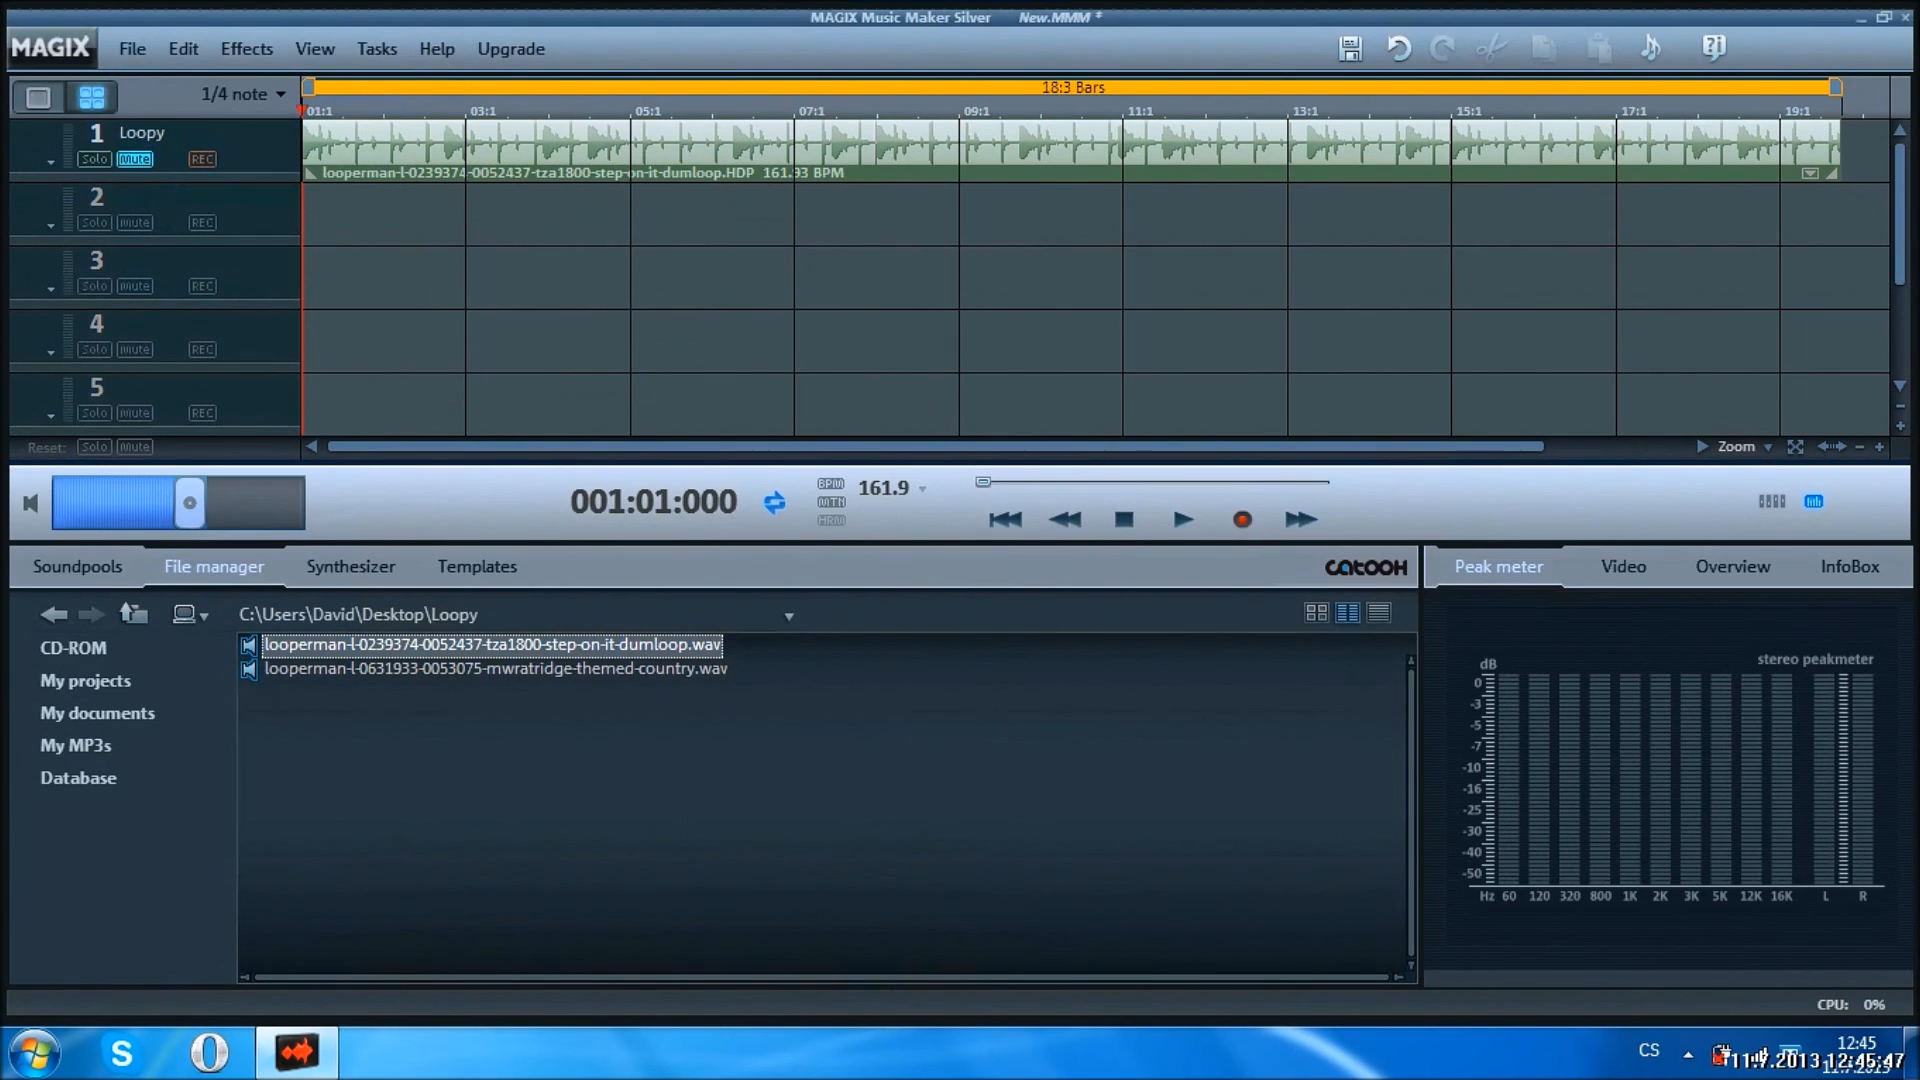 MAGIX Music Maker Silver New.MMM *
MAGIX File Edit Effects View Tasks Help Upgrade
1/4 note
18:3 Bars
01:1 03:1 05:1 07:1 09:1 11:1 13:1 15:1 17:1 19:1
1 Loopy
Solo Mute REC
looperman-l-0239374-0052437-tza1800-step-on-it-dumloop.HDP 161.93 BPM
2
Solo Mute REC
3
Solo Mute REC
4
Solo Mute REC
5
Solo Mute REC
Reset: Solo Mute
Zoom
001:01:000
BPM
MTN
HRM
161.9
Soundpools File manager Synthesizer Templates
catooh
Peak meter Video Overview InfoBox
C:\Users\David\Desktop\Loopy
CD-ROM
My projects
My documents
My MP3s
Database
looperman-l-0239374-0052437-tza1800-step-on-it-dumloop.wav
looperman-l-0631933-0053075-mwratridge-themed-country.wav
stereo peakmeter
dB
0
-3
-5
-7
-10
-16
-25
-30
-40
-50
Hz 60 120 320 800 1K 2K 3K 5K 12K 16K L R
CPU: 0%
CS
12:45
11.7.2013 12:45:47